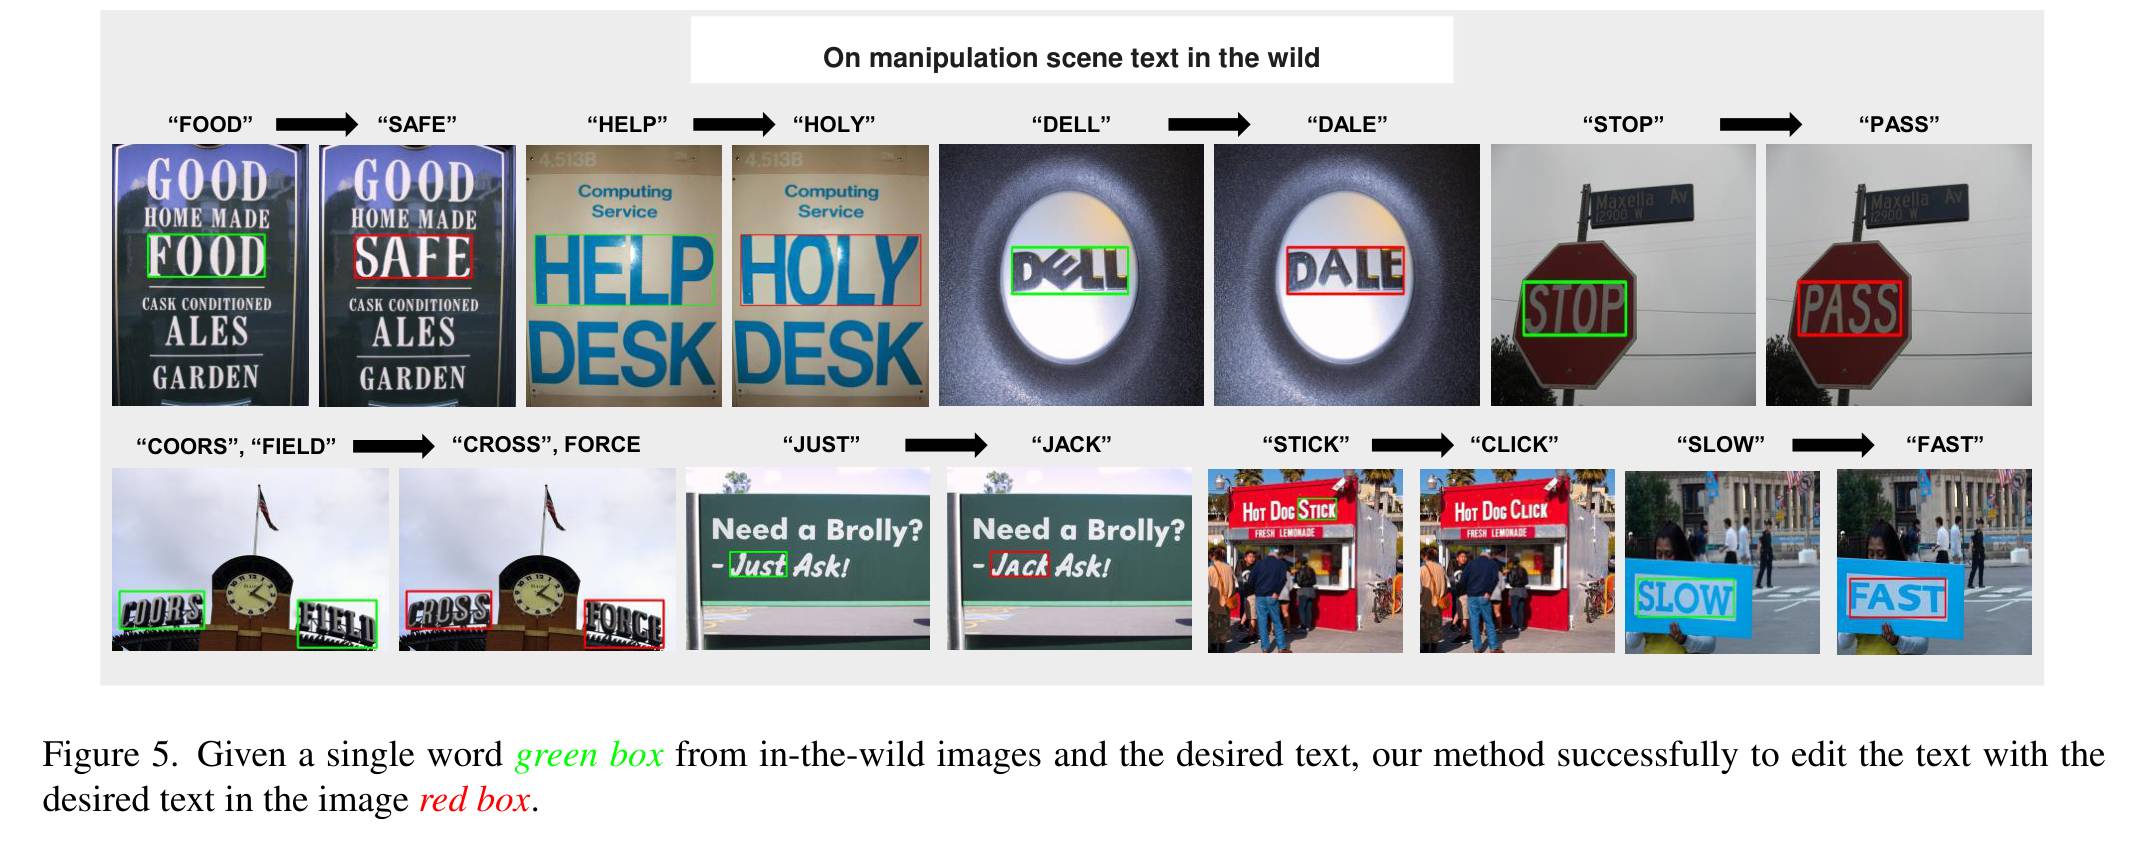 On manipulation scene text in the wild
“FOOD” “SAFE” “HELP” “HOLY” “DELL” “DALE” “STOP” “PASS”
GOOD
HOME MADE
FOOD
CASK CONDITIONED
ALES
GARDEN
GOOD
HOME MADE
SAFE
CASK CONDITIONED
ALES
GARDEN
4.513B
Computing
Service
HELP
DESK
4.513B
Computing
Service
HOLY
DESK
DELL
DALE
Maxella Av
12900 W
STOP
Maxella Av
12900 W
PASS
“COORS”, “FIELD” “CROSS”, FORCE “JUST” “JACK” “STICK” “CLICK” “SLOW” “FAST”
COORS FIELD
CROSS FORCE
Need a Brolly?
- Just Ask!
Need a Brolly?
- JAck Ask!
HOT DOG STICK
FRESH LEMONADE
HOT DOG CLICK
FRESH LEMONADE
SLOW
FAST
Figure 5. Given a single word green box from in-the-wild images and the desired text, our method successfully to edit the text with the
desired text in the image red box.